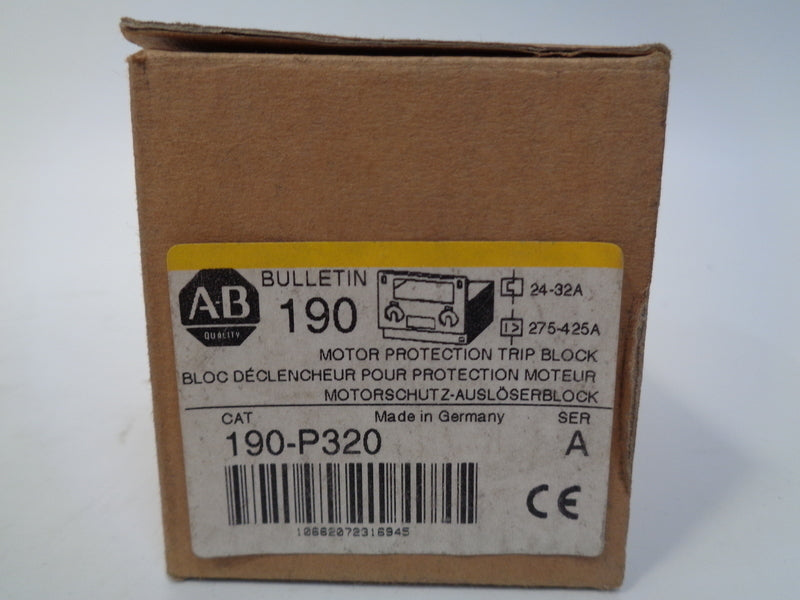 A-B
QUALITY
BULLETIN
190
24-32A
275-425A
MOTOR PROTECTION TRIP BLOCK
BLOC DÉCLENCHEUR POUR PROTECTION MOTEUR
MOTORSCHUTZ-AUSLÖSERBLOCK
CAT Made in Germany SER
190-P320 A
CE
10662072316945